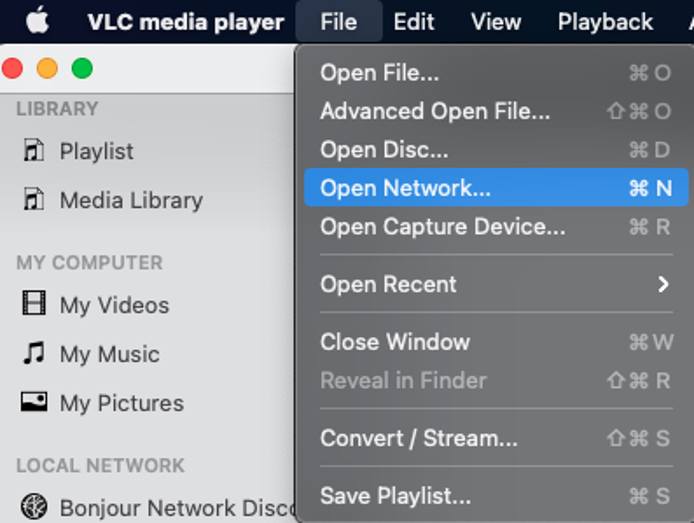 VLC media player File Edit View Playback
LIBRARY
Playlist
Media Library
MY COMPUTER
My Videos
My Music
My Pictures
LOCAL NETWORK
Bonjour Network Disco
Open File... ⌘ O
Advanced Open File... ⇧⌘ O
Open Disc... ⌘ D
Open Network... ⌘ N
Open Capture Device... ⌘ R
Open Recent
Close Window ⌘ W
Reveal in Finder ⇧⌘ R
Convert / Stream... ⇧⌘ S
Save Playlist... ⌘ S